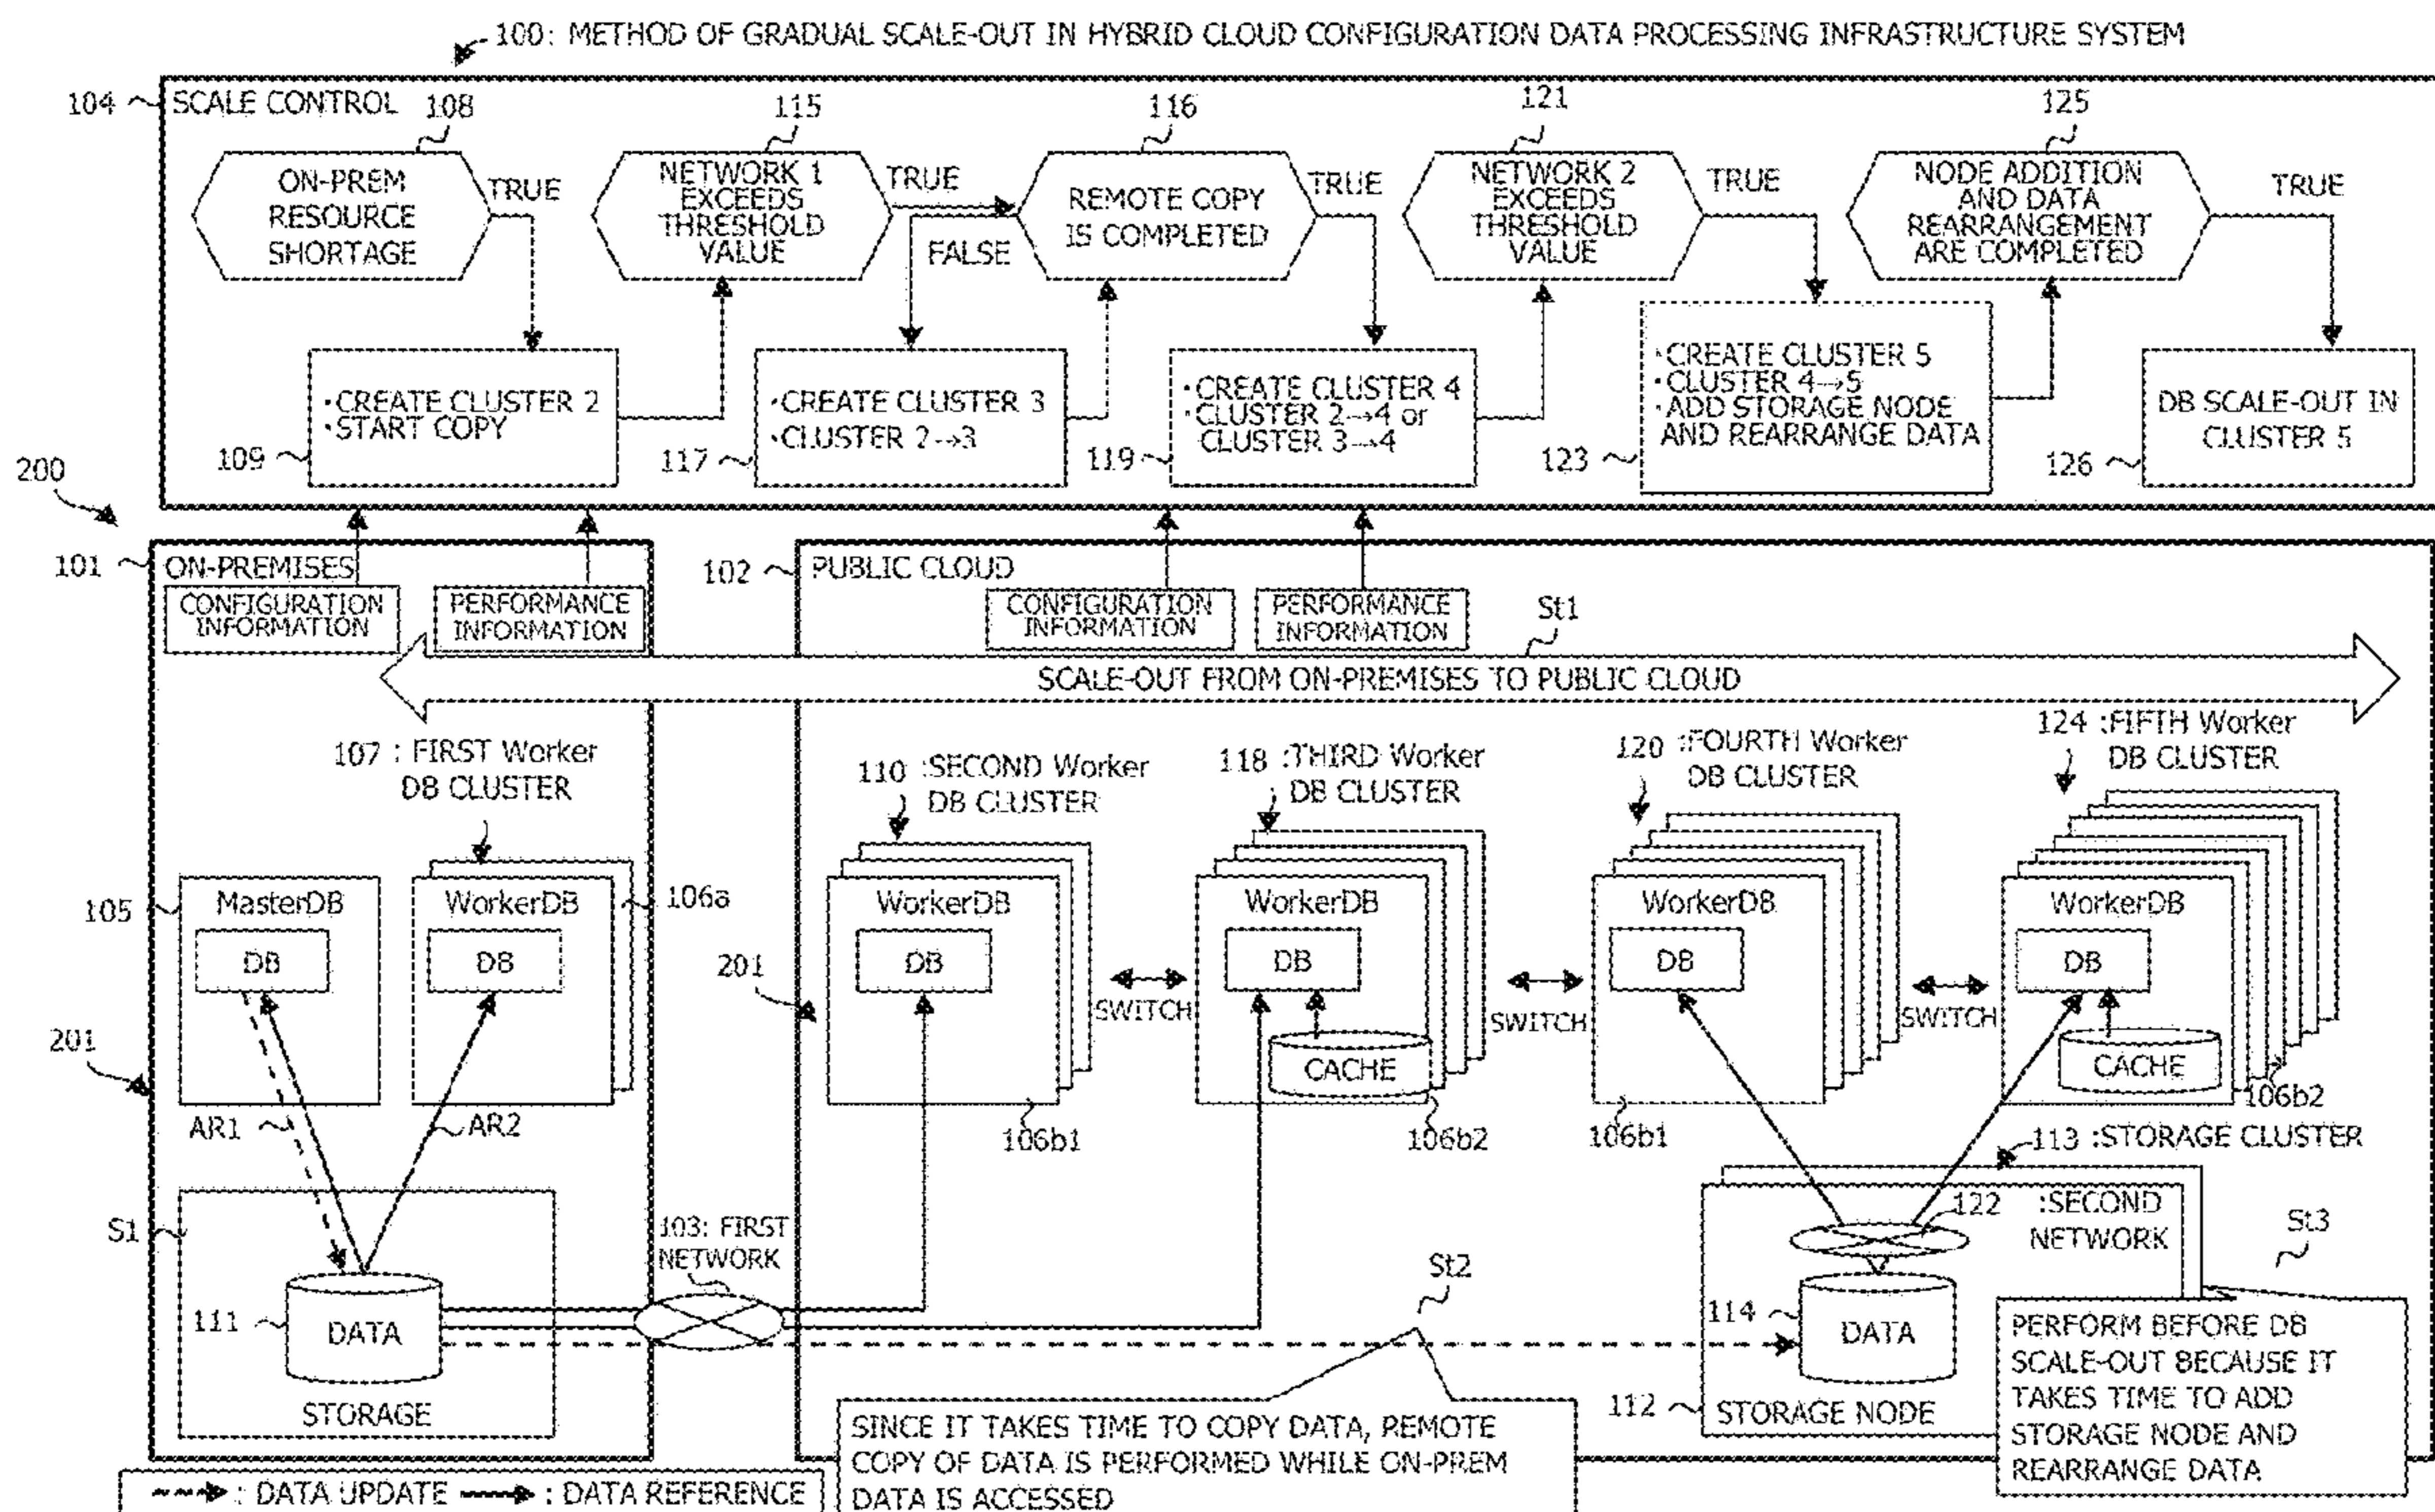 100: METHOD OF GRADUAL SCALE-OUT IN HYBRID CLOUD CONFIGURATION DATA PROCESSING INFRASTRUCTURE SYSTEM
104
SCALE CONTROL
108
115
116
121
125
ON-PREM
RESOURCE
SHORTAGE
TRUE
NETWORK 1
EXCEEDS
THRESHOLD
VALUE
TRUE
FALSE
REMOTE COPY
IS COMPLETED
TRUE
NETWORK 2
EXCEEDS
THRESHOLD
VALUE
TRUE
NODE ADDITION
AND DATA
REARRANGEMENT
ARE COMPLETED
TRUE
・CREATE CLUSTER 2
・START COPY
109
・CREATE CLUSTER 3
・CLUSTER 2→3
117
・CREATE CLUSTER 4
・CLUSTER 2→4 or
CLUSTER 3→4
119
・CREATE CLUSTER 5
・CLUSTER 4→5
・ADD STORAGE NODE
AND REARRANGE DATA
123
DB SCALE-OUT IN
CLUSTER 5
126
200
101
ON-PREMISES
CONFIGURATION
INFORMATION
PERFORMANCE
INFORMATION
102
PUBLIC CLOUD
CONFIGURATION
INFORMATION
PERFORMANCE
INFORMATION
St1
SCALE-OUT FROM ON-PREMISES TO PUBLIC CLOUD
107 : FIRST Worker
DB CLUSTER
110 :SECOND Worker
DB CLUSTER
118 :THIRD Worker
DB CLUSTER
120 :FOURTH Worker
DB CLUSTER
124 :FIFTH Worker
DB CLUSTER
105
MasterDB
DB
WorkerDB
DB
106a
201
WorkerDB
DB
106b1
SWITCH
WorkerDB
DB
CACHE
106b2
SWITCH
WorkerDB
DB
106b1
SWITCH
WorkerDB
DB
CACHE
106b2
201
AR1
AR2
S1
111
DATA
STORAGE
103: FIRST
NETWORK
113 :STORAGE CLUSTER
122 :SECOND
NETWORK
114
DATA
112
STORAGE NODE
St2
St3
SINCE IT TAKES TIME TO COPY DATA, REMOTE
COPY OF DATA IS PERFORMED WHILE ON-PREM
DATA IS ACCESSED
PERFORM BEFORE DB
SCALE-OUT BECAUSE IT
TAKES TIME TO ADD
STORAGE NODE AND
REARRANGE DATA
: DATA UPDATE : DATA REFERENCE